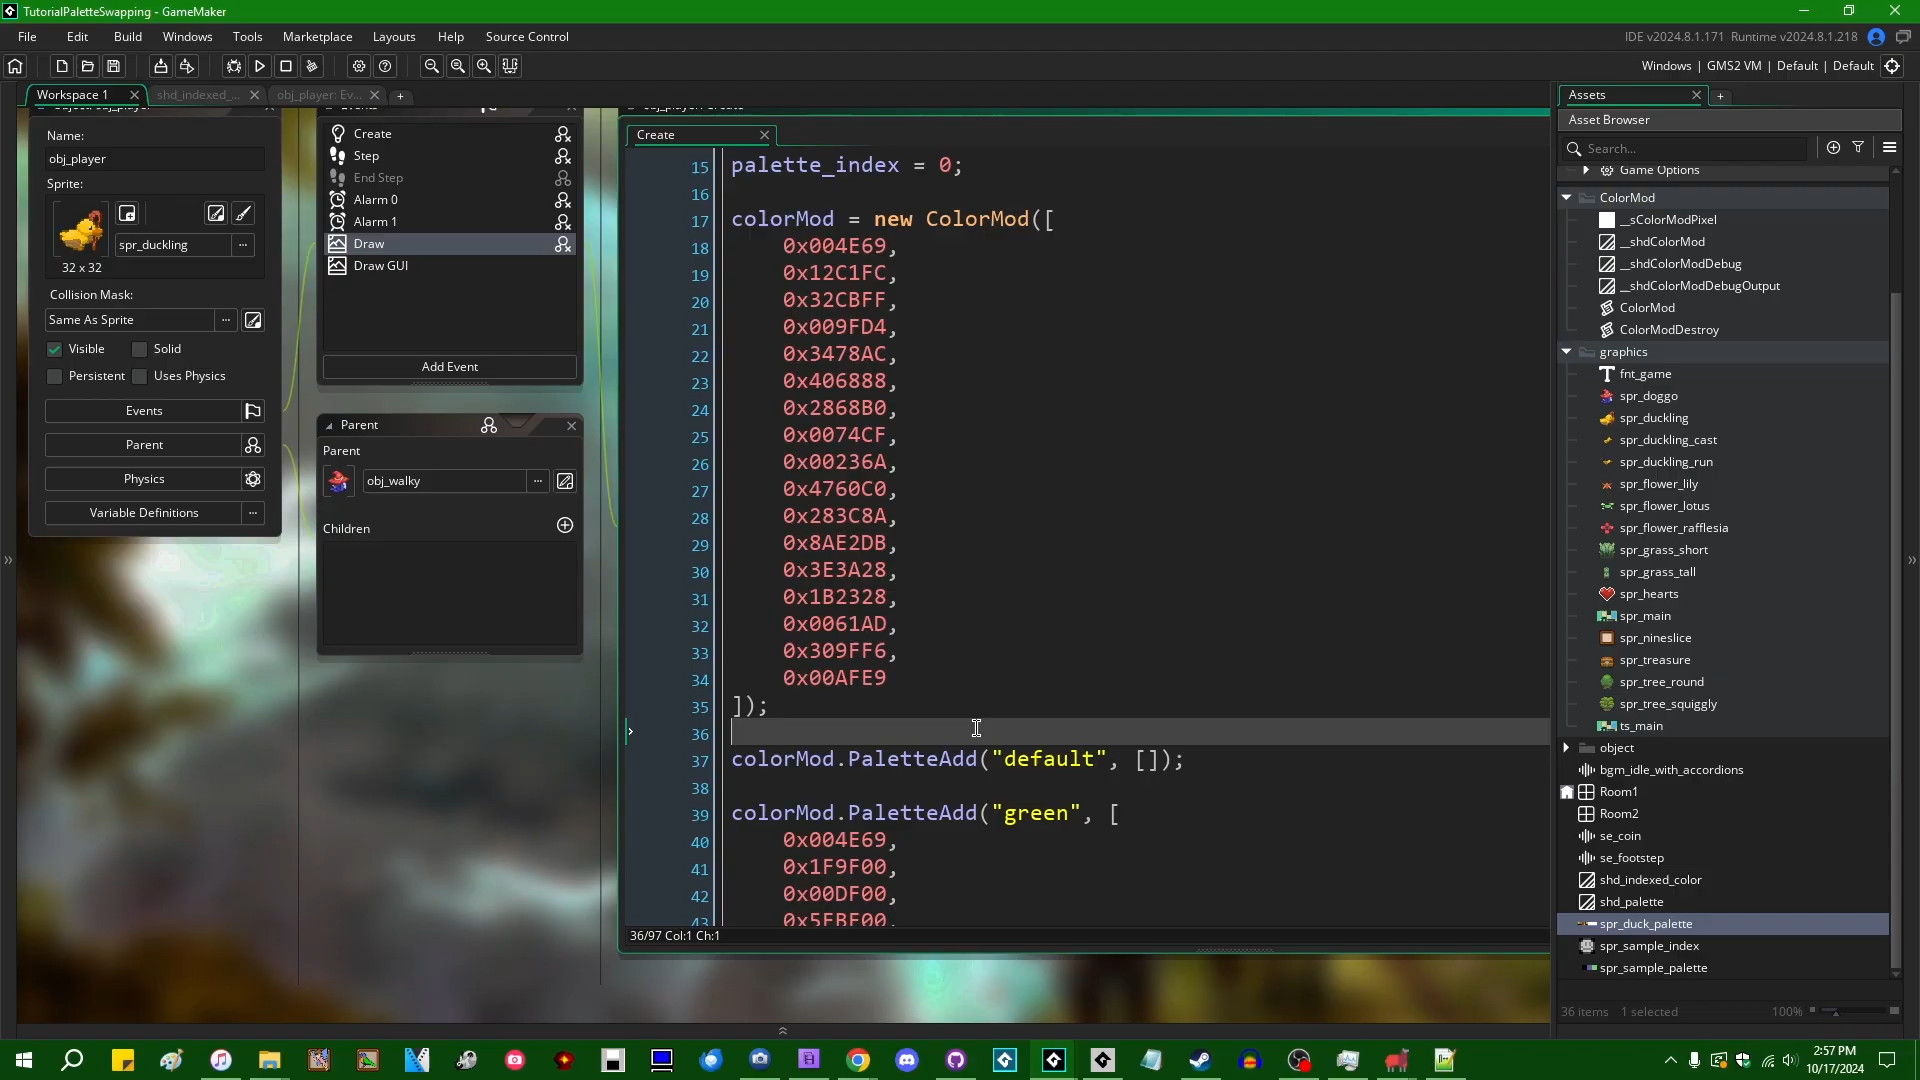 TutorialPaletteSwapping - GameMaker
File Edit Build Windows Tools Marketplace Layouts Help Source Control
IDE v2024.8.1.171 Runtime v2024.8.1.218
Windows | GMS2 VM | Default | Default
Workspace 1
shd_indexed_...
obj_player: Ev...
Name:
obj_player
Sprite:
spr_duckling
32 x 32
Collision Mask:
Same As Sprite
Visible
Solid
Persistent
Uses Physics
Events
Parent
Physics
Variable Definitions
Create
Step
End Step
Alarm 0
Alarm 1
Draw
Draw GUI
Add Event
Parent
Parent
obj_walky
Children
Create
15 palette_index = 0;
16
17 colorMod = new ColorMod([
18 0x004E69,
19 0x12C1FC,
20 0x32CBFF,
21 0x009FD4,
22 0x3478AC,
23 0x406888,
24 0x2868B0,
25 0x0074CF,
26 0x00236A,
27 0x4760C0,
28 0x283C8A,
29 0x8AE2DB,
30 0x3E3A28,
31 0x1B2328,
32 0x0061AD,
33 0x309FF6,
34 0x00AFE9
35 ]);
36
37 colorMod.PaletteAdd("default", []);
38
39 colorMod.PaletteAdd("green", [
40 0x004E69,
41 0x1F9F00,
42 0x00DF00,
43 0x5FBF00,
36/97 Col:1 Ch:1
Assets
Asset Browser
Search...
Game Options
ColorMod
__sColorModPixel
__shdColorMod
__shdColorModDebug
__shdColorModDebugOutput
ColorMod
ColorModDestroy
graphics
fnt_game
spr_doggo
spr_duckling
spr_duckling_cast
spr_duckling_run
spr_flower_lily
spr_flower_lotus
spr_flower_rafflesia
spr_grass_short
spr_grass_tall
spr_hearts
spr_main
spr_nineslice
spr_treasure
spr_tree_round
spr_tree_squiggly
ts_main
object
bgm_idle_with_accordions
Room1
Room2
se_coin
se_footstep
shd_indexed_color
shd_palette
spr_duck_palette
spr_sample_index
spr_sample_palette
36 items 1 selected
100%
2:57 PM
10/17/2024